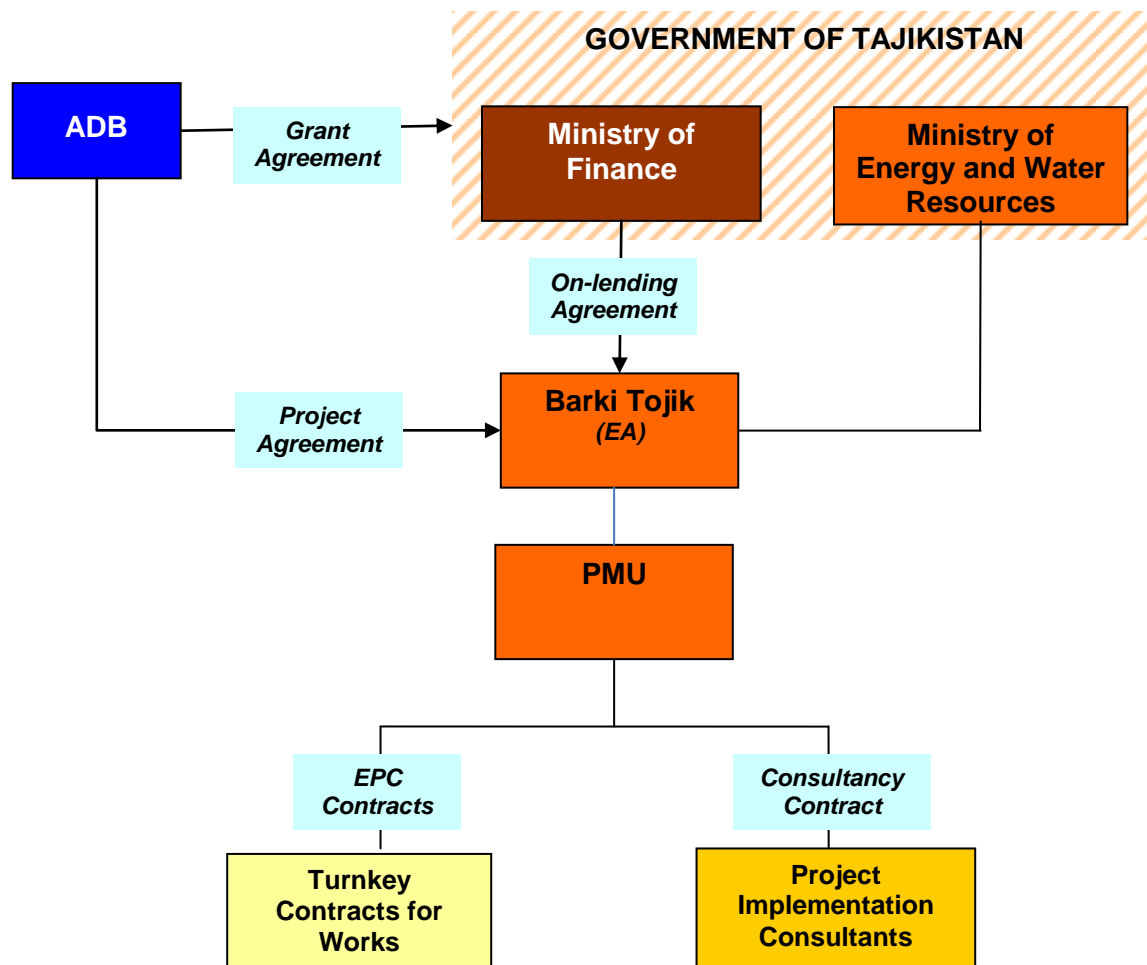 GOVERNMENT OF TAJIKISTAN
ADB
Grant
Agreement
Ministry of
Finance
Ministry of
Energy and Water
Resources
On-lending
Agreement
Project
Agreement
Barki Tojik
(EA)
PMU
EPC
Contracts
Consultancy
Contract
Turnkey
Contracts for
Works
Project
Implementation
Consultants